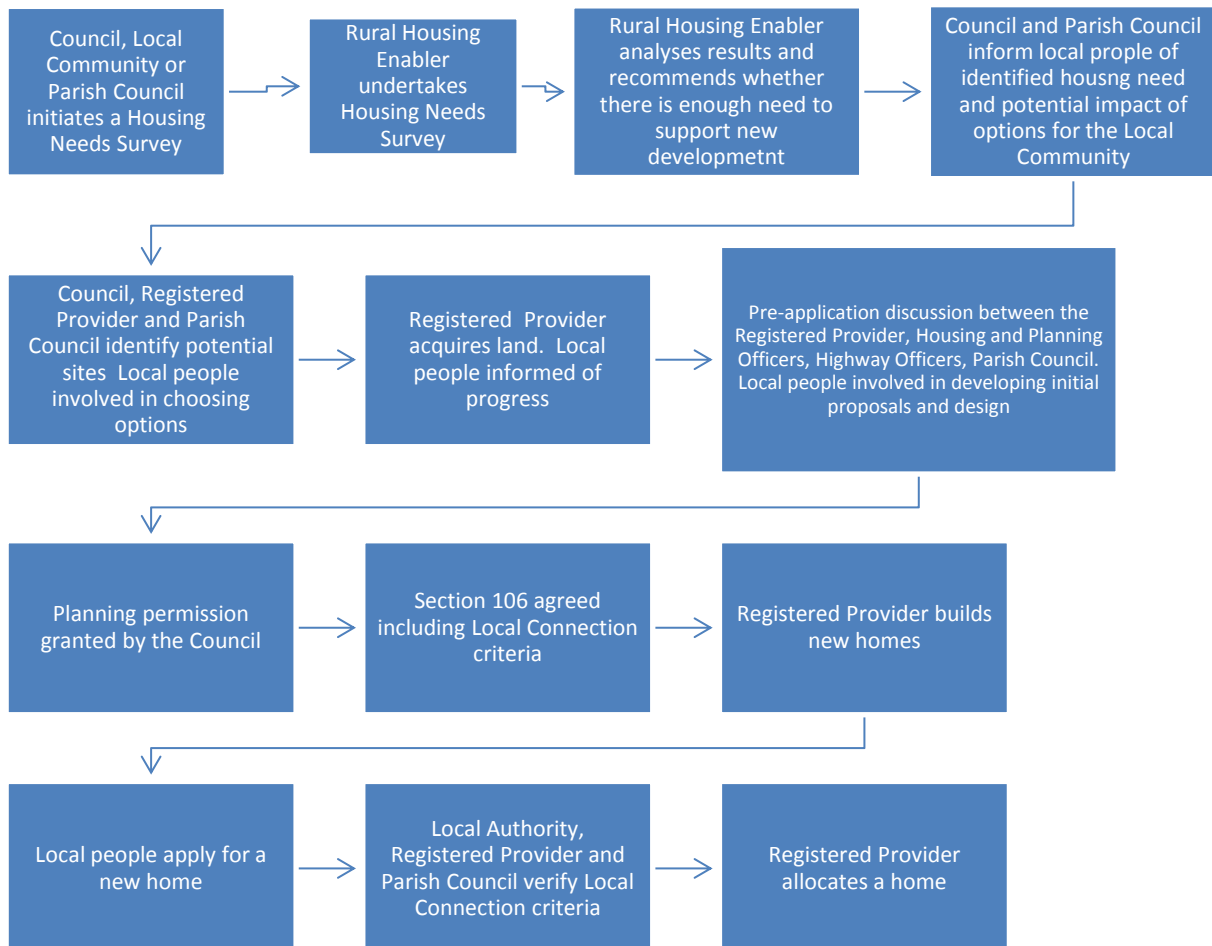 Council, Local
Community or
Parish Council
initiates a Housing
Needs Survey
Rural Housing
Enabler
undertakes
Housing Needs
Survey
Rural Housing Enabler
analyses results and
recommends whether
there is enough need to
support new
developmetnt
Council and Parish Council
inform local prople of
identified housng need
and potential impact of
options for the Local
Community
Council, Registered
Provider and Parish
Council identify potential
sites Local people
involved in choosing
options
Registered Provider
acquires land. Local
people informed of
progress
Pre-application discussion between the
Registered Provider, Housing and
Planning Officers, Highway Officers,
Parish Council.
Local people involved in developing initial
proposals and design
Planning permission
granted by the Council
Section 106 agreed
including Local Connection
criteria
Registered Provider builds
new homes
Local people apply for a
new home
Local Authority,
Registered Provider and
Parish Council verify Local
Connection criteria
Registered Provider
allocates a home